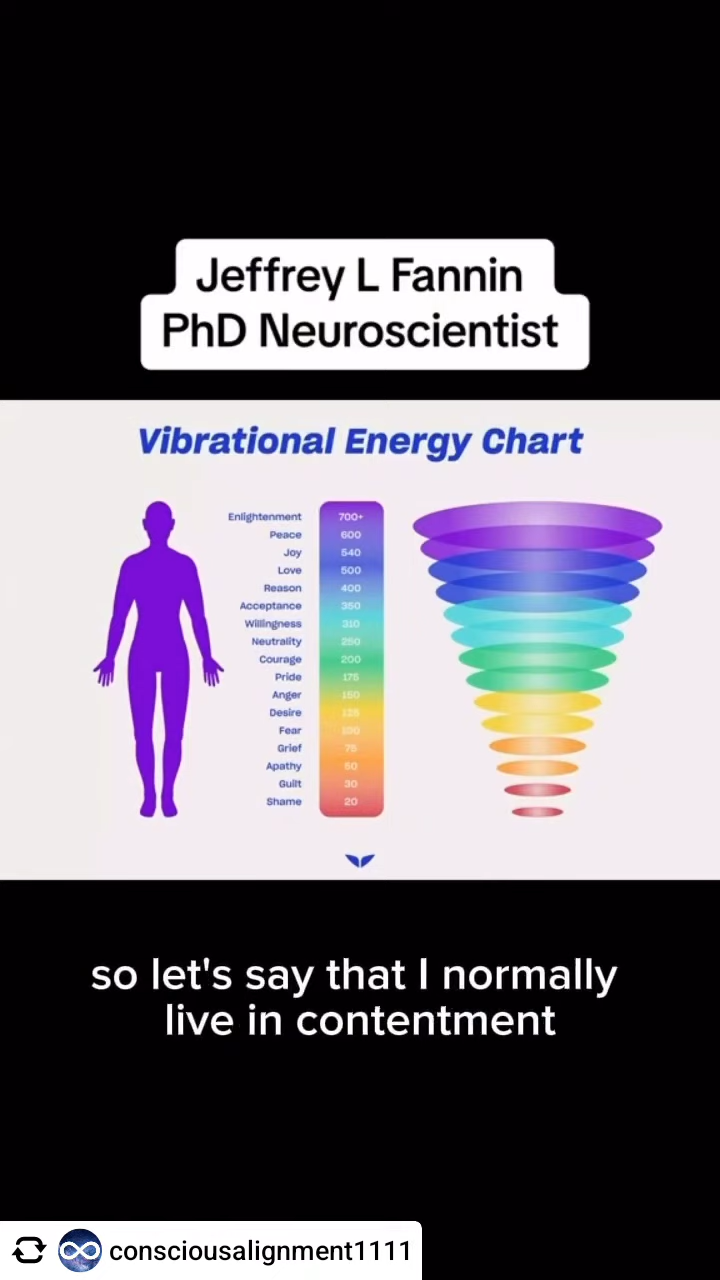 Jeffrey L Fannin
PhD Neuroscientist
Vibrational Energy Chart
Enlightenment 700+
Peace 600
Joy 540
Love 500
Reason 400
Acceptance 350
Willingness 310
Neutrality 250
Courage 200
Pride 175
Anger 150
Desire 125
Fear 100
Grief 75
Apathy 50
Guilt 30
Shame 20
so let's say that I normally
live in contentment
consciousalignment1111